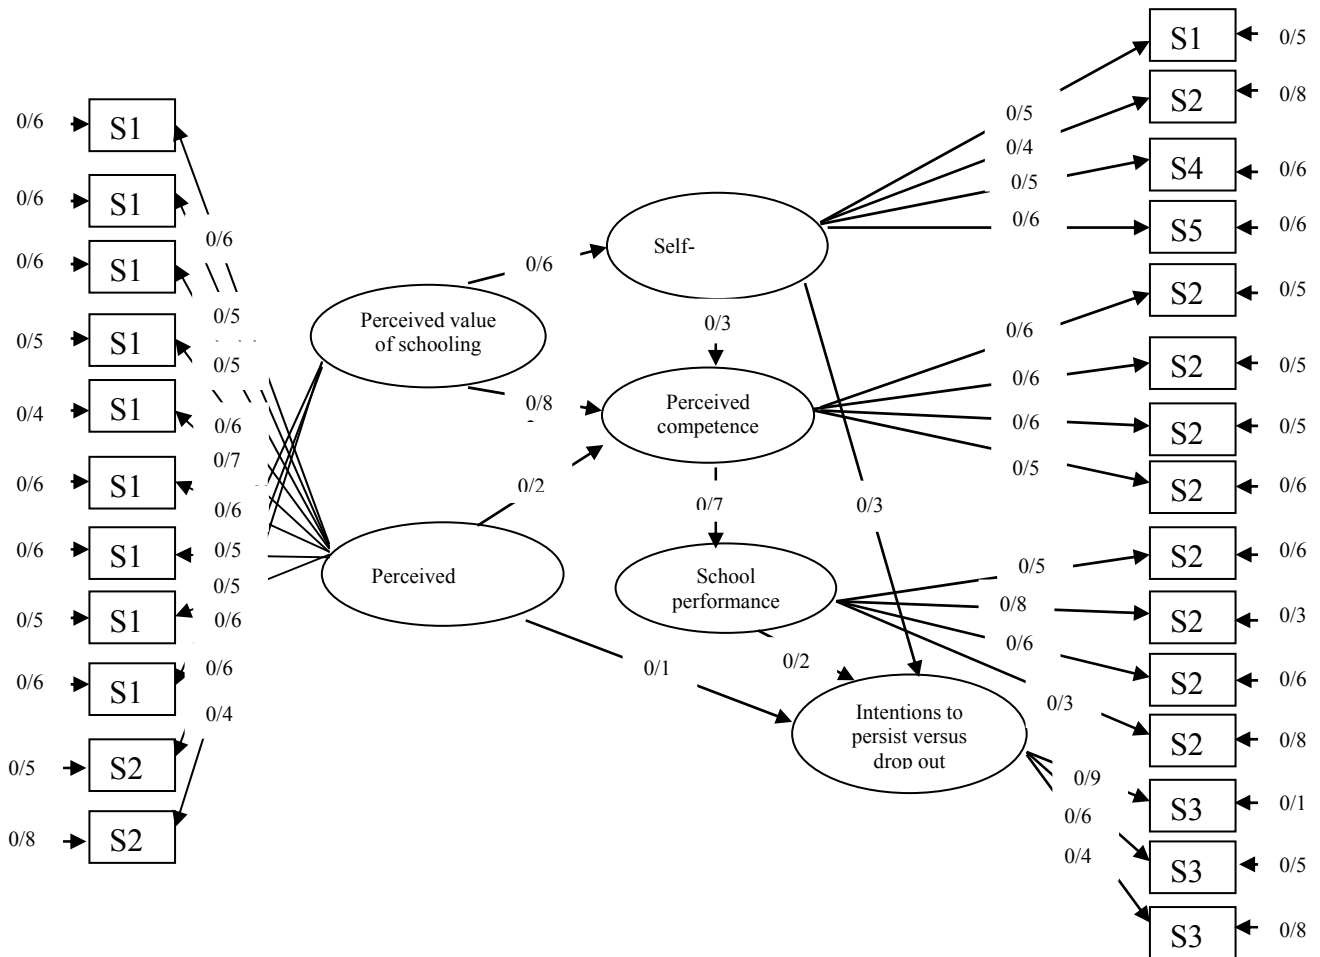 0/6
S1
0/6
S1
0/6
S1
0/5
S1
0/4
S1
0/6
S1
0/6
S1
0/5
S1
0/6
S1
0/5
S2
0/8
S2
0/6
0/5
0/5
0/6
0/7
0/6
0/5
0/5
0/6
0/6
0/4
Perceived value
of schooling
Perceived
0/6
0/8
0/2
0/1
Self-
0/3
Perceived
competence
0/7
School
performance
0/2
0/3
Intentions to
persist versus
drop out
0/5
0/4
0/5
0/6
0/6
0/6
0/6
0/5
0/5
0/8
0/6
0/3
0/9
0/6
0/4
S1
0/5
S2
0/8
S4
0/6
S5
0/6
S2
0/5
S2
0/5
S2
0/5
S2
0/6
S2
0/6
S2
0/3
S2
0/6
S2
0/8
S3
0/1
S3
0/5
S3
0/8